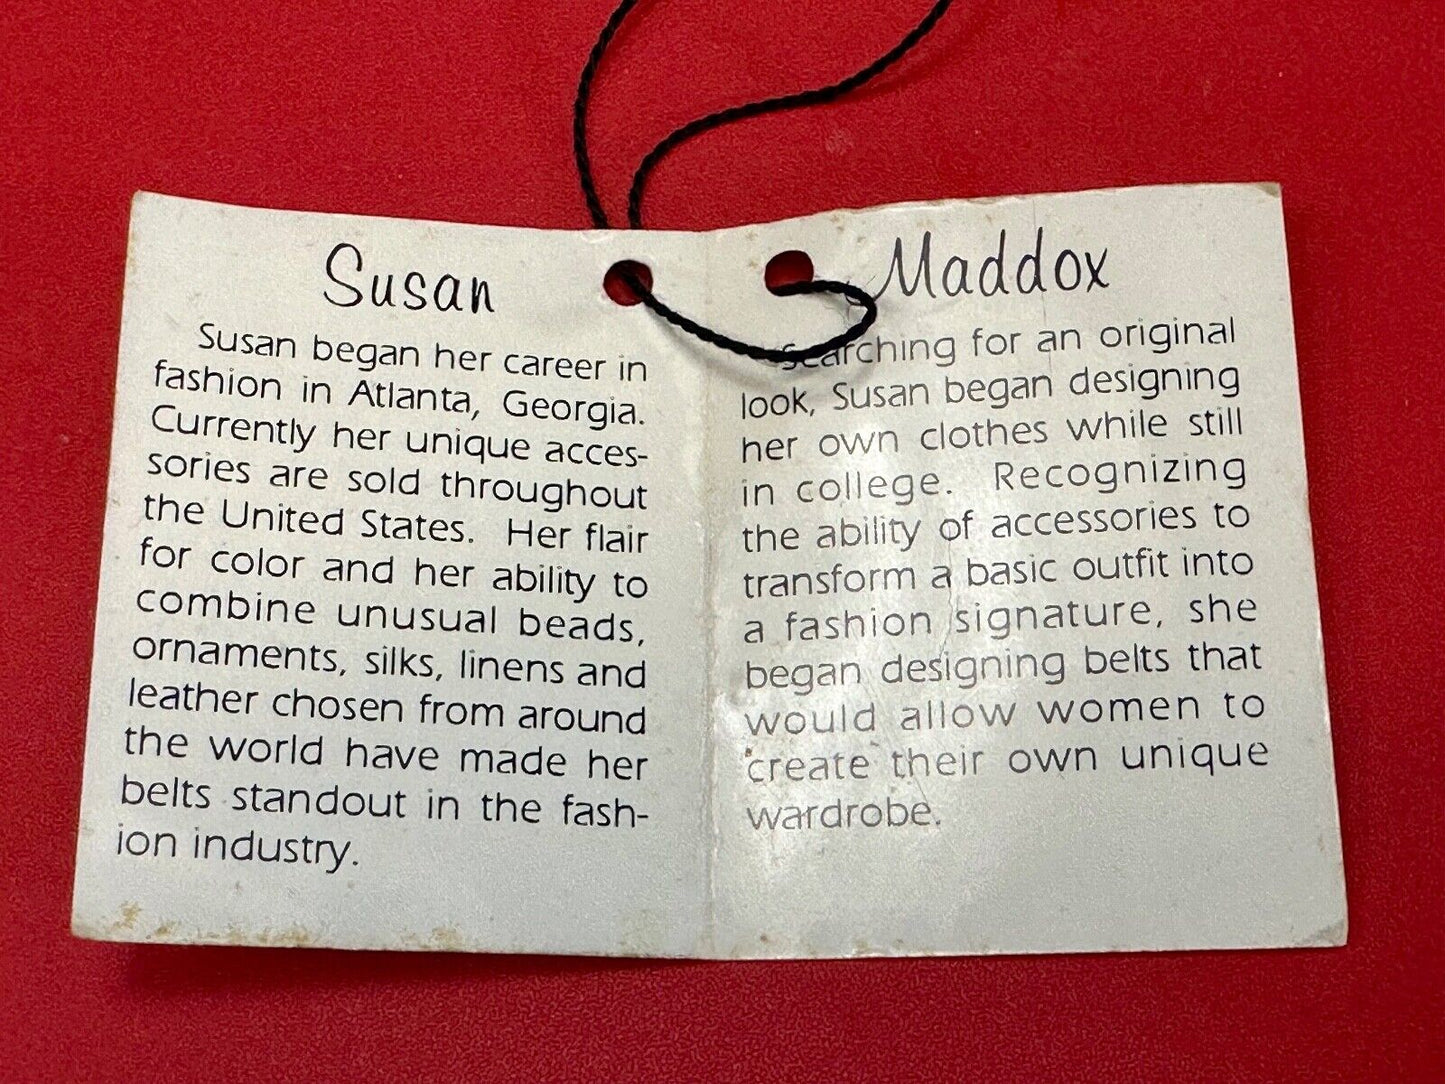 Susan
Susan began her career in
fashion in Atlanta, Georgia.
Currently her unique acces-
sories are sold throughout
the United States. Her flair
for color and her ability to
combine unusual beads,
ornaments, silks, linens and
leather chosen from around
the world have made her
belts standout in the fash-
ion industry.
Maddox
Searching for an original
look, Susan began designing
her own clothes while still
in college. Recognizing
the ability of accessories to
transform a basic outfit into
a fashion signature, she
began designing belts that
would allow women to
create their own unique
wardrobe.